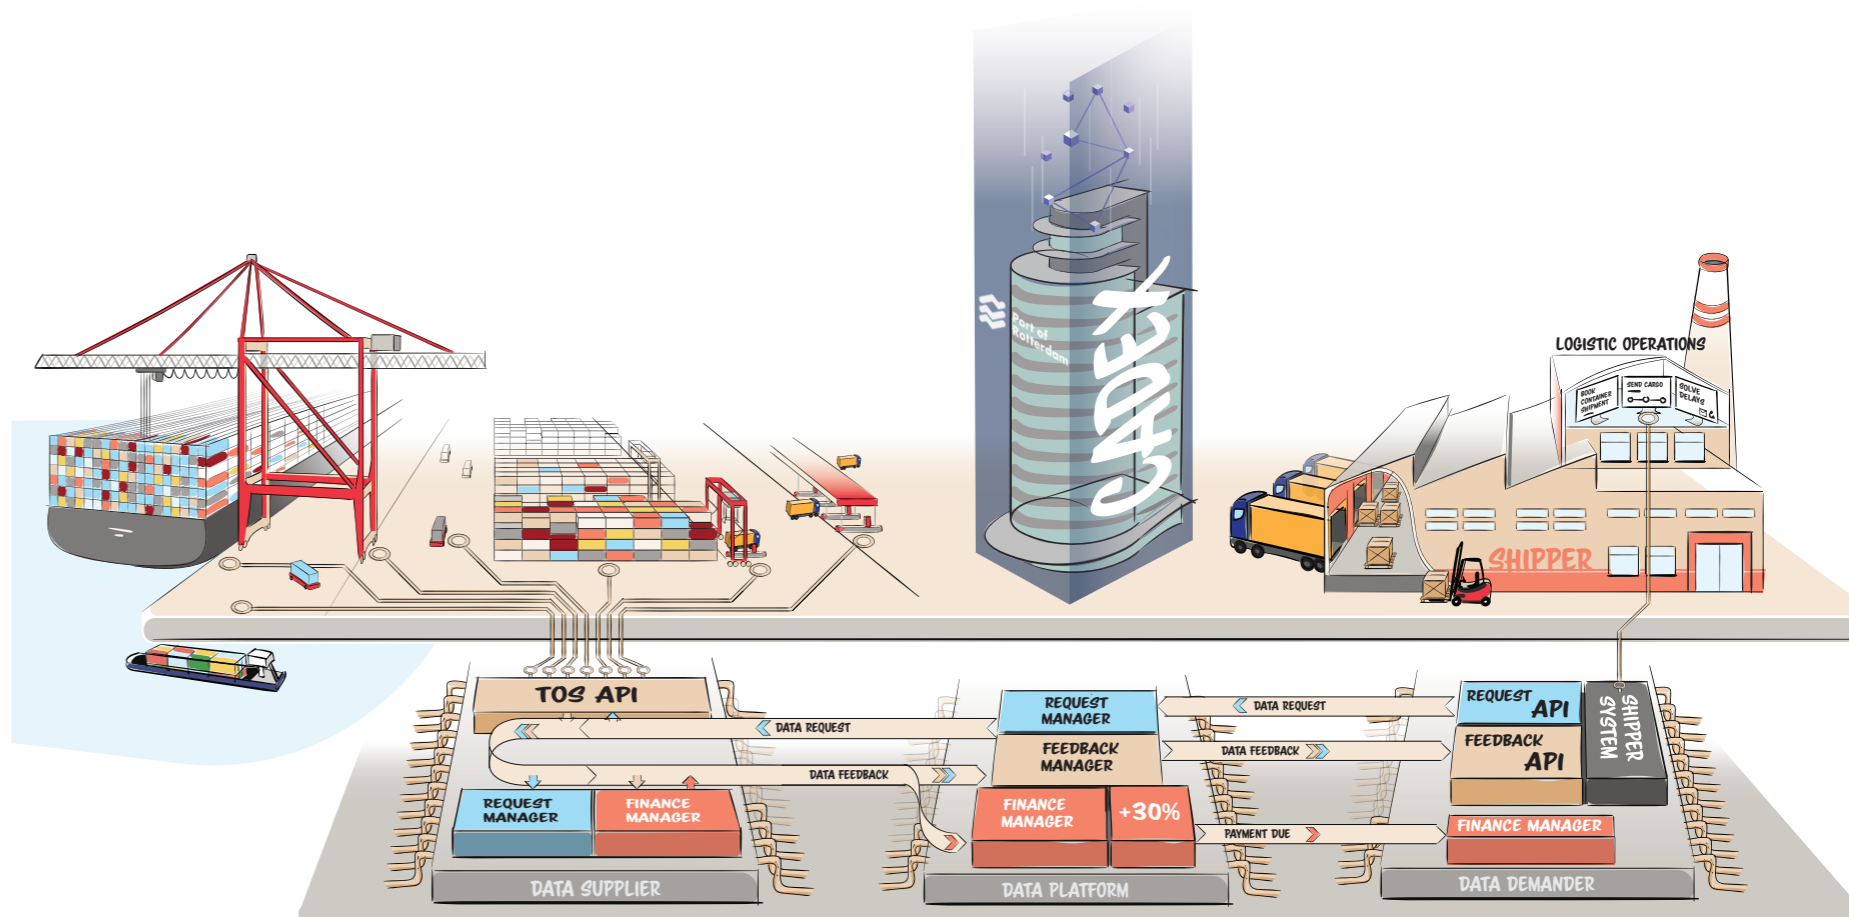 Port of
Rotterdam
CADEX
LOGISTIC OPERATIONS
BOOK
CONTAINER
SHIPMENT
SEND CARGO
SOLVE
DELAYS
SHIPPER
TOS API
DATA REQUEST
DATA FEEDBACK
REQUEST
MANAGER
FINANCE
MANAGER
DATA SUPPLIER
REQUEST
MANAGER
FEEDBACK
MANAGER
FINANCE
MANAGER
+30%
DATA PLATFORM
DATA REQUEST
DATA FEEDBACK
PAYMENT DUE
REQUEST
API
FEEDBACK
API
SHIPPER
SYSTEM
FINANCE MANAGER
DATA DEMANDER